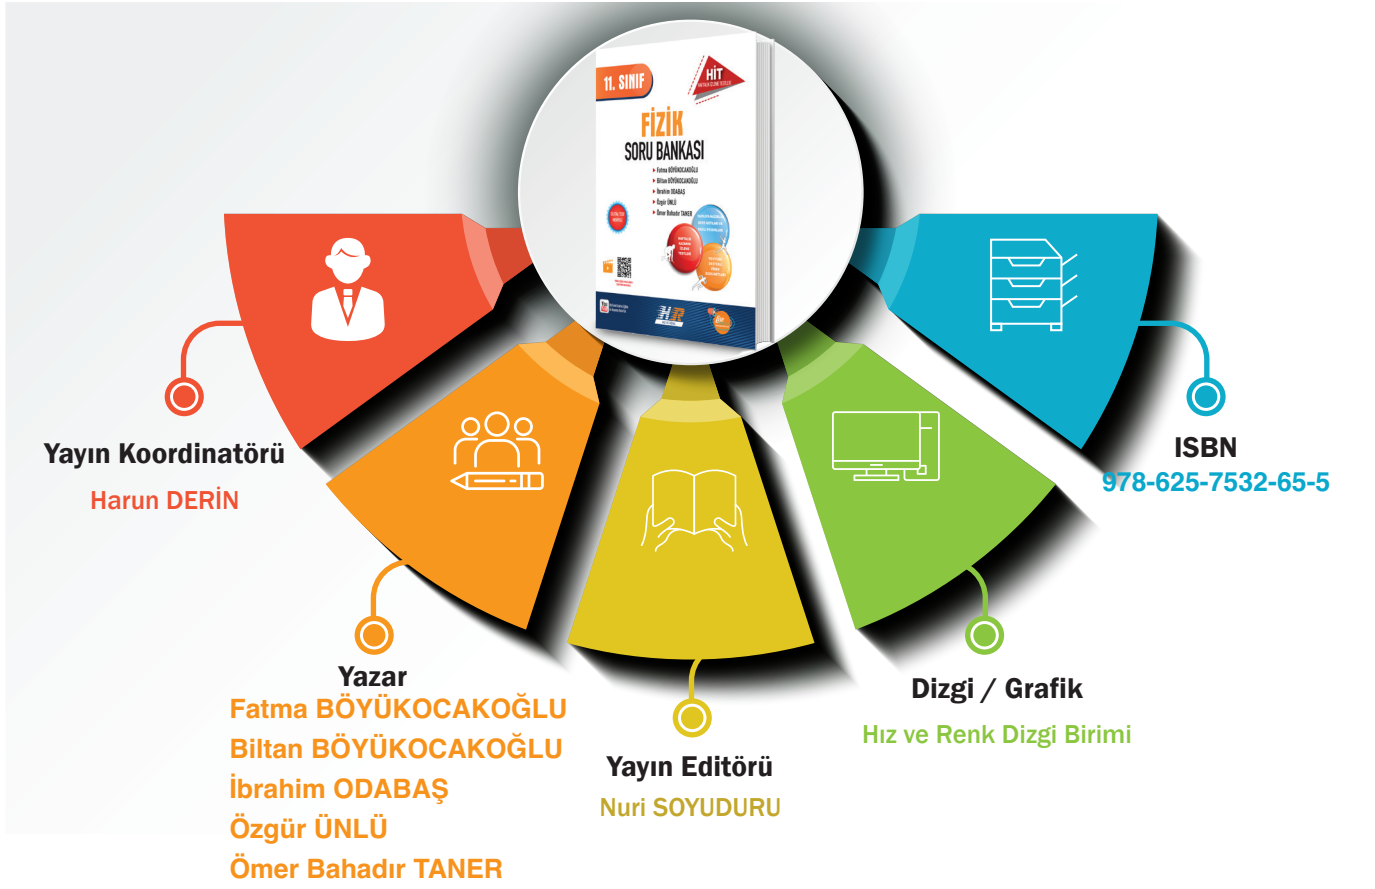 11. SINIF
HİT
FİZİK
SORU BANKASI
Fatma BÖYÜKOCAKOĞLU
Biltan BÖYÜKOCAKOĞLU
İbrahim ODABAŞ
Özgür ÜNLÜ
Ömer Bahadır TANER
Yayın Koordinatörü
Harun DERİN
ISBN
978-625-7532-65-5
Yazar
Fatma BÖYÜKOCAKOĞLU
Biltan BÖYÜKOCAKOĞLU
İbrahim ODABAŞ
Özgür ÜNLÜ
Ömer Bahadır TANER
Yayın Editörü
Nuri SOYUDURU
Dizgi / Grafik
Hız ve Renk Dizgi Birimi